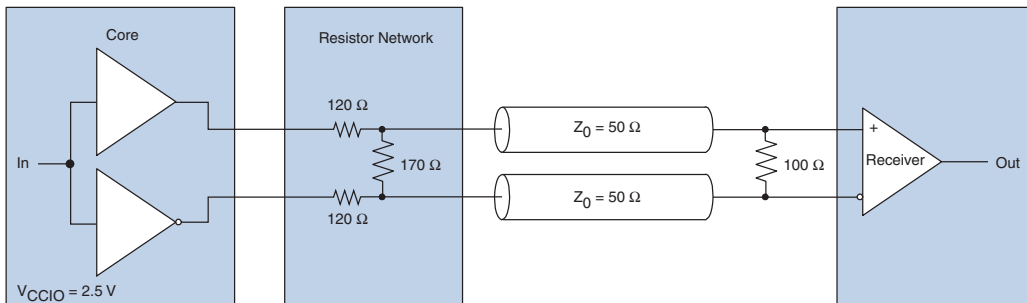 Core
Resistor Network
120 Ω
Z0 = 50 Ω
+
In
170 Ω
100 Ω
Receiver
Out
Z0 = 50 Ω
120 Ω
VCCIO = 2.5 V